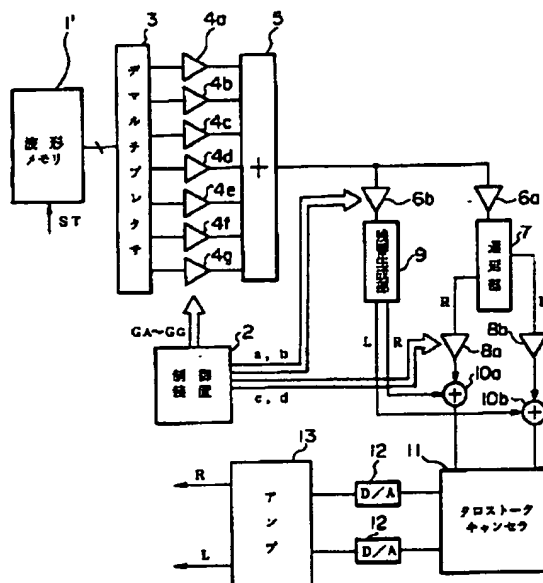 1'
3
4a
5
デマルチプレクサ
波形
メモリ
ST
4b
4c
4d
4e
4f
4g
+
6b
6a
9
7
R
L
R
8a
8b
GA~GG
2
制御
装置
a, b
c, d
+
10a
+
10b
13
12
11
R
アンプ
D/A
クロストーク
キャンセラ
12
L
D/A